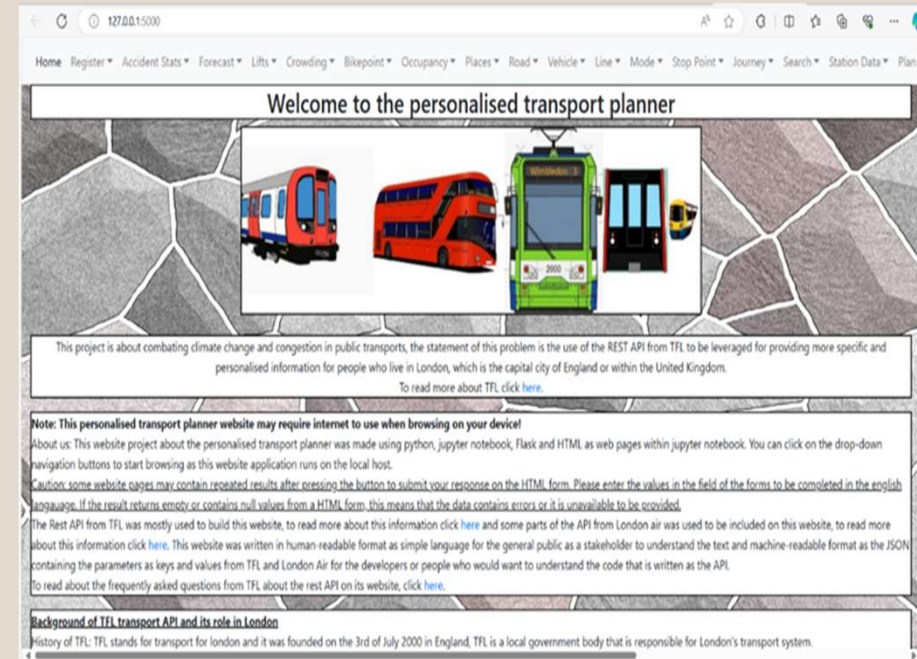 127.0.0.1:5000
Home Register Accident Stats Forecast Lifts Crowding Bikepoint Occupancy Places Road Vehicle Line Mode Stop Point Journey Search Station Data Plan
Welcome to the personalised transport planner
Wimbledon 3
2000
This project is about combating climate change and congestion in public transports, the statement of this problem is the use of the REST API from TFL to be leveraged for providing more specific and
personalised information for people who live in London, which is the capital city of England or within the United Kingdom.
To read more about TFL click here.
Note: This personalised transport planner website may require internet to use when browsing on your device!
About us: This website project about the personalised transport planner was made using python, jupyter notebook, Flask and HTML as web pages within jupyter notebook. You can click on the drop-down
navigation buttons to start browsing as this website application runs on the local host.
Caution: some website pages may contain repeated results after pressing the button to submit your response on the HTML form. Please enter the values in the field of the forms to be completed in the english
langauage. If the result returns empty or contains null values from a HTML form, this means that the data contains errors or it is unavailable to be provided.
The Rest API from TFL was mostly used to build this website, to read more about this information click here and some parts of the API from London air was used to be included on this website, to read more
about this information click here. This website was written in human-readable format as simple language for the general public as a stakeholder to understand the text and machine-readable format as the JSON
containing the parameters as keys and values from TFL and London Air for the developers or people who would want to understand the code that is written as the API.
To read about the frequently asked questions from TFL about the rest API on its website, click here.
Background of TFL transport API and its role in London
History of TFL: TFL stands for transport for london and it was founded on the 3rd of July 2000 in England, TFL is a local government body that is responsible for London's transport system.